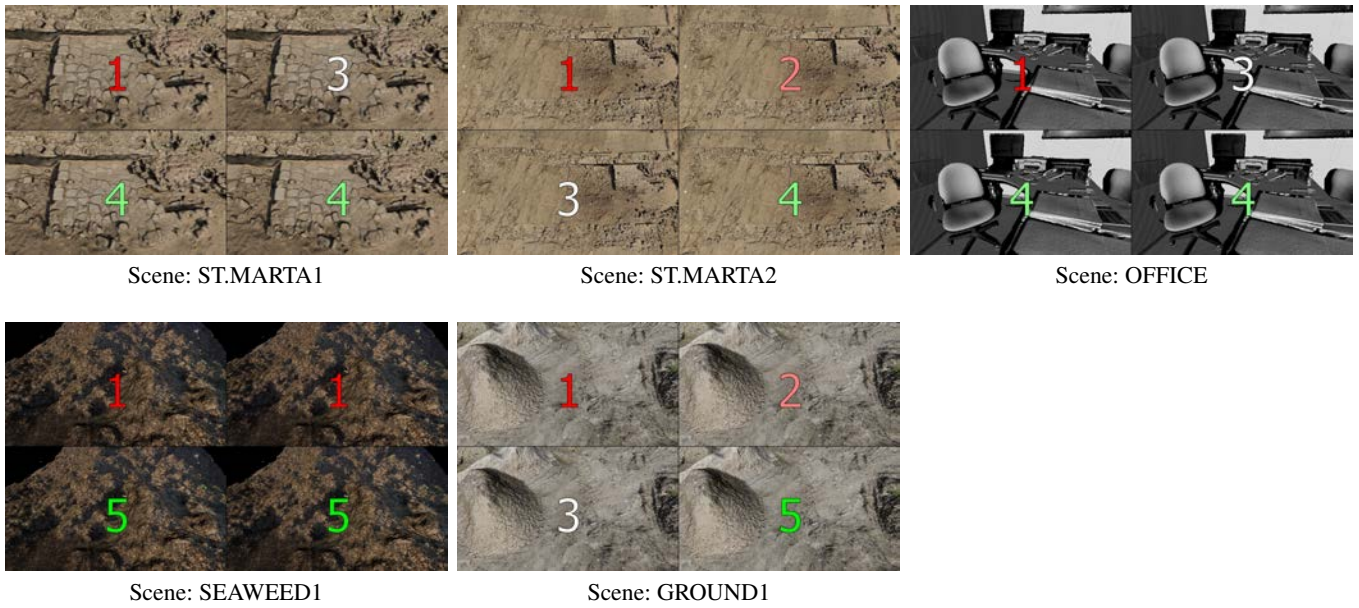 1 3
4 4
Scene: ST.MARTA1
1 2
3 4
Scene: ST.MARTA2
1 3
4 4
Scene: OFFICE
1 1
5 5
Scene: SEAWEED1
1 2
3 5
Scene: GROUND1